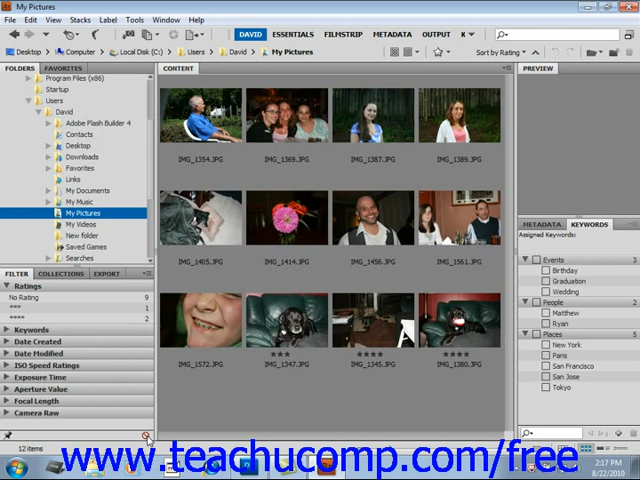 Br My Pictures
File Edit View Stacks Label Tools Window Help
DAVID ESSENTIALS FILMSTRIP METADATA OUTPUT K
Desktop > Computer > Local Disk (C:) > Users > David > My Pictures Sort by Rating
FOLDERS FAVORITES
Program Files (x86)
Startup
Users
David
Adobe Flash Builder 4
Contacts
Desktop
Downloads
Favorites
Links
My Documents
My Music
My Pictures
My Videos
New folder
Saved Games
Searches
FILTER COLLECTIONS EXPORT
Ratings
No Rating 9
*** 1
**** 2
Keywords
Date Created
Date Modified
ISO Speed Ratings
Exposure Time
Aperture Value
Focal Length
Camera Raw
12 items
CONTENT
IMG_1354.JPG IMG_1369.JPG IMG_1387.JPG IMG_1389.JPG
IMG_1405.JPG IMG_1414.JPG IMG_1456.JPG IMG_1561.JPG
★★★ ★★★★ ★★★★
IMG_1572.JPG IMG_1347.JPG IMG_1345.JPG IMG_1380.JPG
PREVIEW
METADATA KEYWORDS
Assigned Keywords:
Events 3
Birthday
Graduation
Wedding
People 2
Matthew
Ryan
Places 5
New York
Paris
San Francisco
San Jose
Tokyo
www.teachucomp.com/free
2:17 PM
8/22/2010